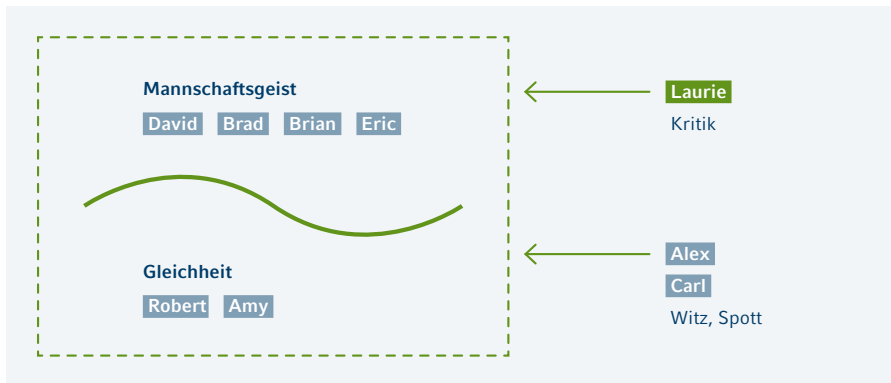 Mannschaftsgeist
David Brad Brian Eric
Laurie
Kritik
Gleichheit
Robert Amy
Alex
Carl
Witz, Spott